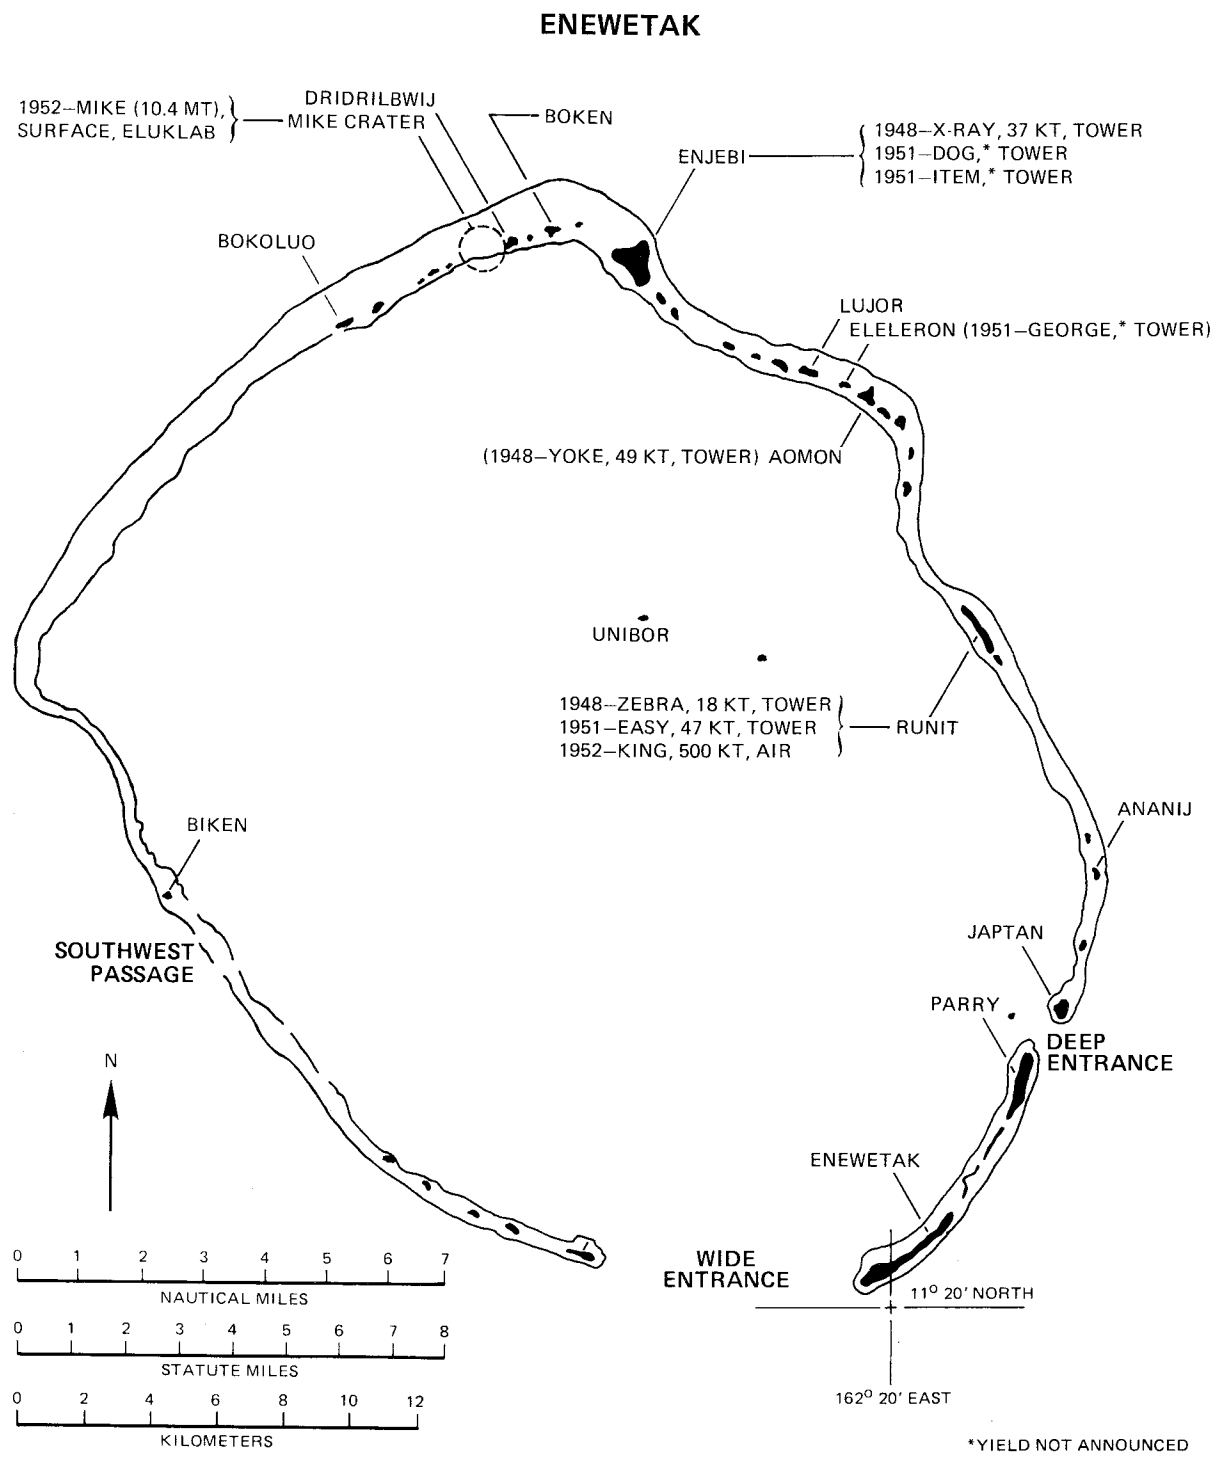 ENEWETAK
1952—MIKE (10.4 MT),
SURFACE, ELUKLAB
DRIDRILBWIJ
MIKE CRATER
BOKEN
ENJEBI
1948—X-RAY, 37 KT, TOWER
1951—DOG,* TOWER
1951—ITEM,* TOWER
BOKOLUO
LUJOR
ELELERON (1951—GEORGE,* TOWER)
(1948—YOKE, 49 KT, TOWER) AOMON
UNIBOR
1948—ZEBRA, 18 KT, TOWER
1951—EASY, 47 KT, TOWER
1952—KING, 500 KT, AIR
RUNIT
ANANIJ
BIKEN
SOUTHWEST
PASSAGE
JAPTAN
PARRY
DEEP
ENTRANCE
N
ENEWETAK
WIDE
ENTRANCE
11° 20' NORTH
162° 20' EAST
0 1 2 3 4 5 6 7
NAUTICAL MILES
0 1 2 3 4 5 6 7 8
STATUTE MILES
0 2 4 6 8 10 12
KILOMETERS
*YIELD NOT ANNOUNCED